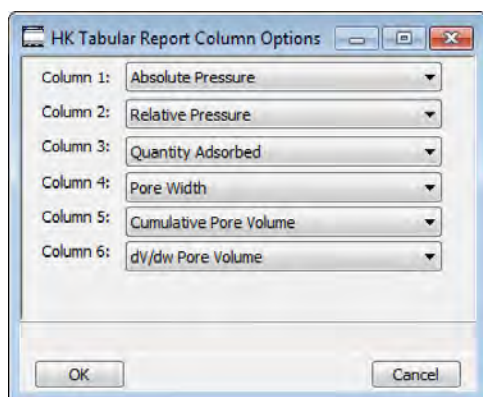 HK Tabular Report Column Options
Column 1: Absolute Pressure
Column 2: Relative Pressure
Column 3: Quantity Adsorbed
Column 4: Pore Width
Column 5: Cumulative Pore Volume
Column 6: dV/dw Pore Volume
OK Cancel